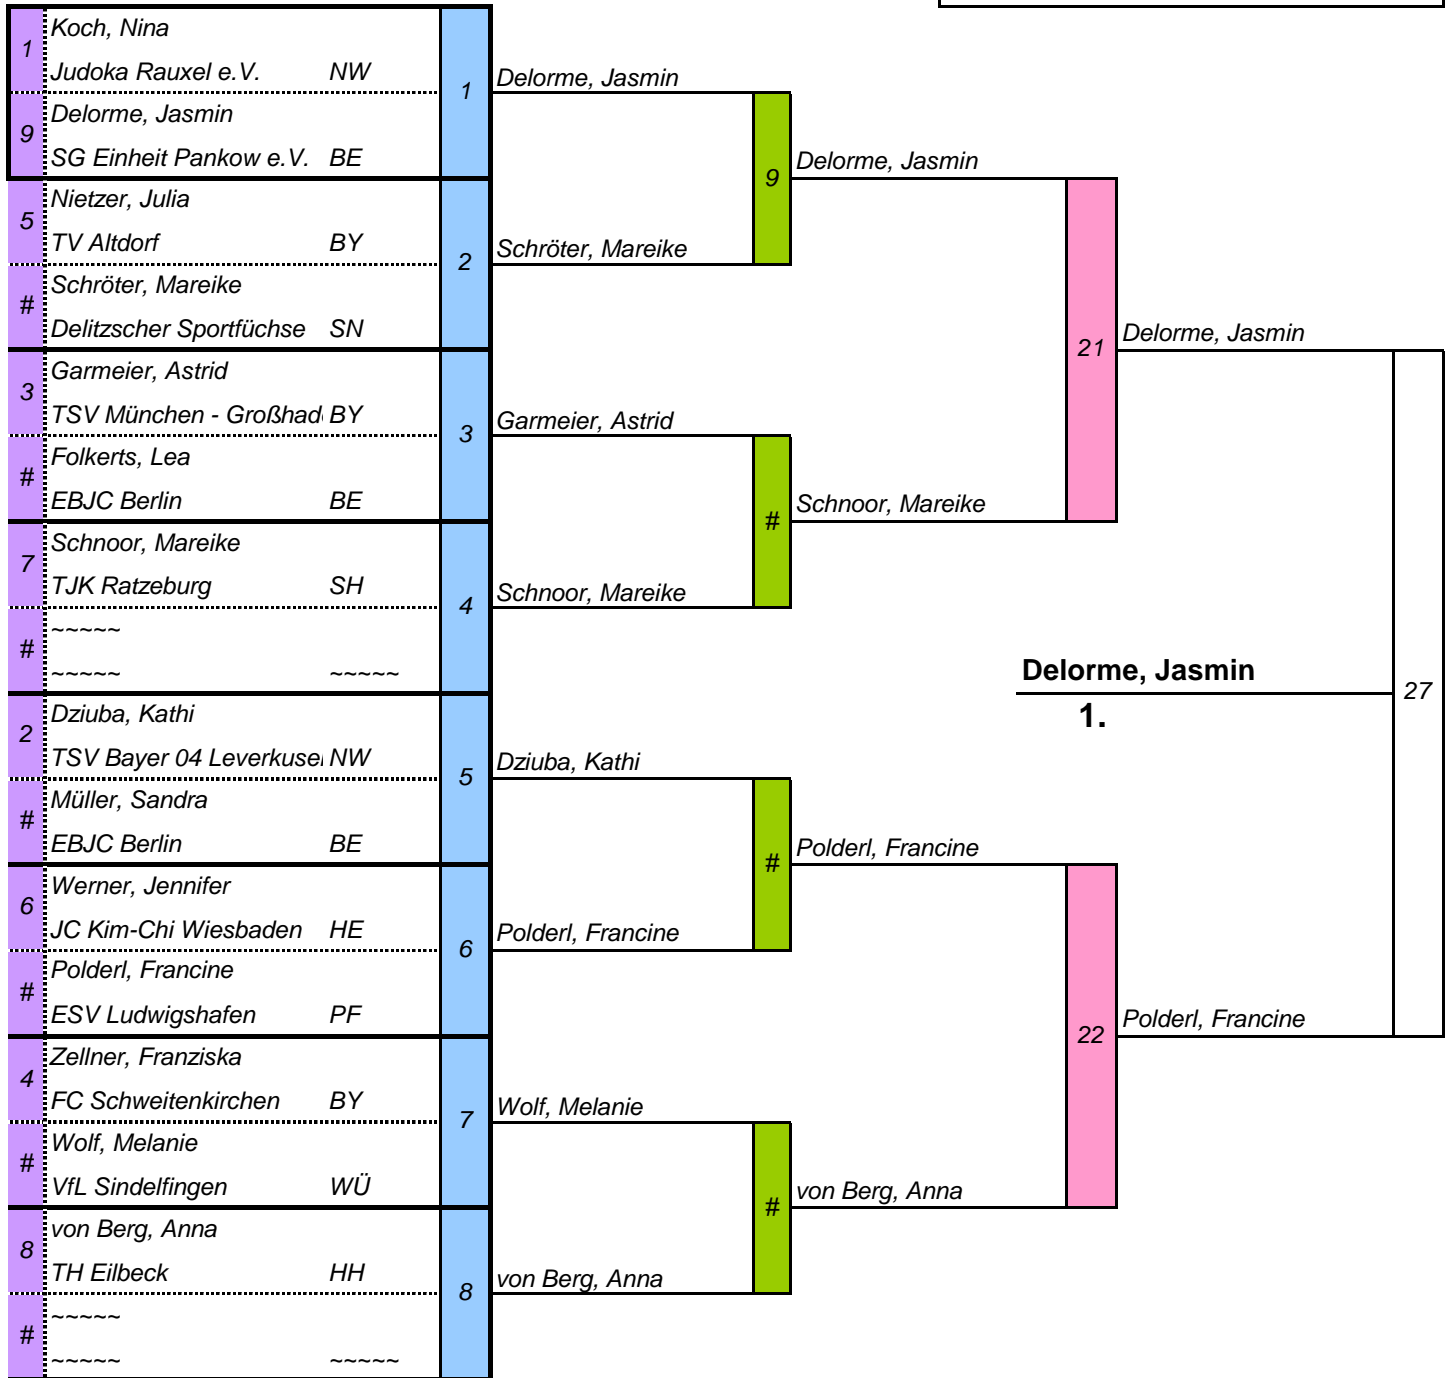 1
Koch, Nina
Judoka Rauxel e.V. NW
9
Delorme, Jasmin
SG Einheit Pankow e.V. BE
1
5
Nietzer, Julia
TV Altdorf BY
#
Schröter, Mareike
Delitzscher Sportfüchse SN
2
3
Garmeier, Astrid
TSV München - Großhad BY
#
Folkerts, Lea
EBJC Berlin BE
3
7
Schnoor, Mareike
TJK Ratzeburg SH
#
~~~~~
~~~~~ ~~~~~
4
2
Dziuba, Kathi
TSV Bayer 04 Leverkusel NW
#
Müller, Sandra
EBJC Berlin BE
5
6
Werner, Jennifer
JC Kim-Chi Wiesbaden HE
#
Polderl, Francine
ESV Ludwigshafen PF
6
4
Zellner, Franziska
FC Schweitenkirchen BY
#
Wolf, Melanie
VfL Sindelfingen WÜ
7
8
von Berg, Anna
TH Eilbeck HH
#
~~~~~
~~~~~ ~~~~~
8
Delorme, Jasmin
Schröter, Mareike
9
Garmeier, Astrid
Schnoor, Mareike
#
Dziuba, Kathi
Polderl, Francine
#
Wolf, Melanie
von Berg, Anna
#
Delorme, Jasmin
Schnoor, Mareike
21
Polderl, Francine
von Berg, Anna
22
Delorme, Jasmin
Polderl, Francine
27
Delorme, Jasmin
1.